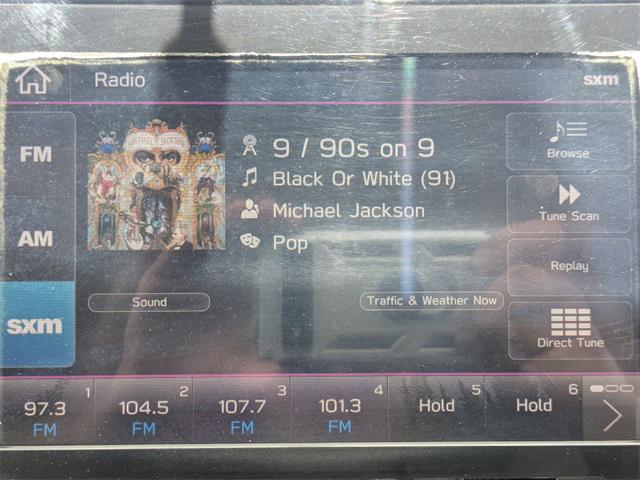 Radio
sxm
FM
AM
sxm
MICHAEL JACKSON
9 / 90s on 9
Black Or White (91)
Michael Jackson
Pop
Sound
Traffic & Weather Now
Browse
Tune Scan
Replay
Direct Tune
1
97.3
FM
2
104.5
FM
3
107.7
FM
4
101.3
FM
5
Hold
6
Hold